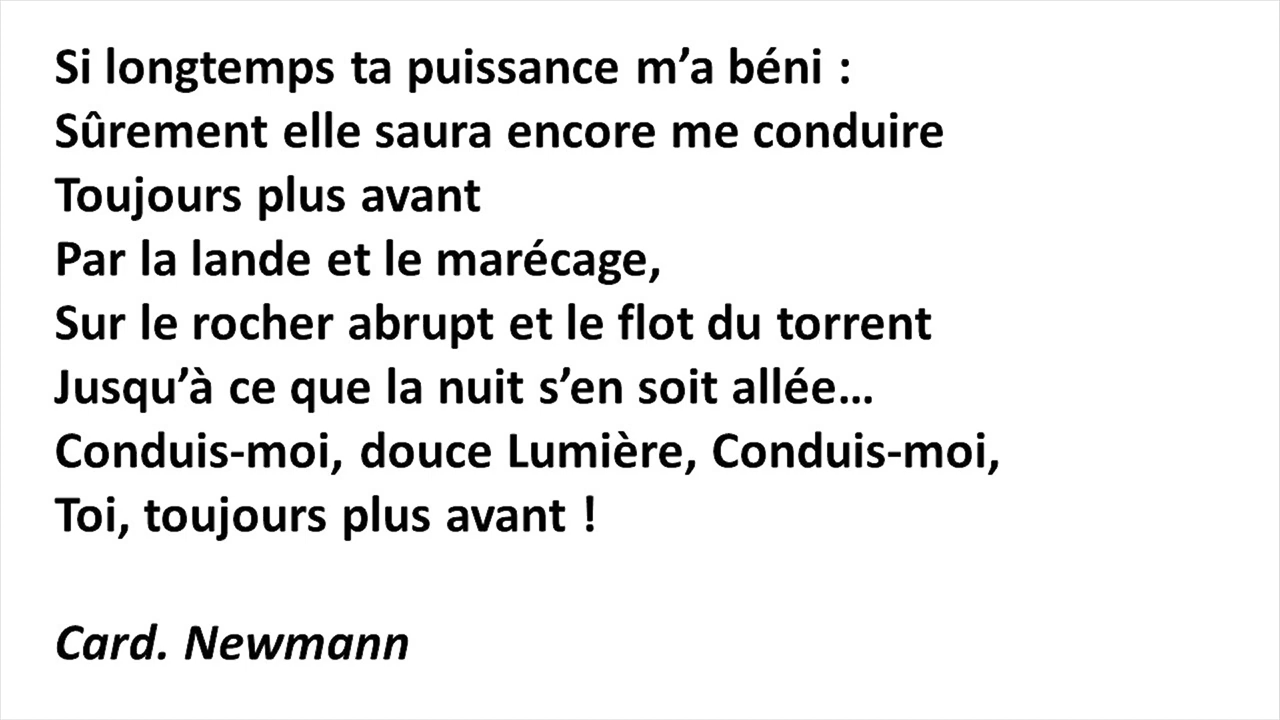 Si longtemps ta puissance m’a béni :
Sûrement elle saura encore me conduire
Toujours plus avant
Par la lande et le marécage,
Sur le rocher abrupt et le flot du torrent
Jusqu’à ce que la nuit s’en soit allée…
Conduis-moi, douce Lumière, Conduis-moi,
Toi, toujours plus avant !
Card. Newmann